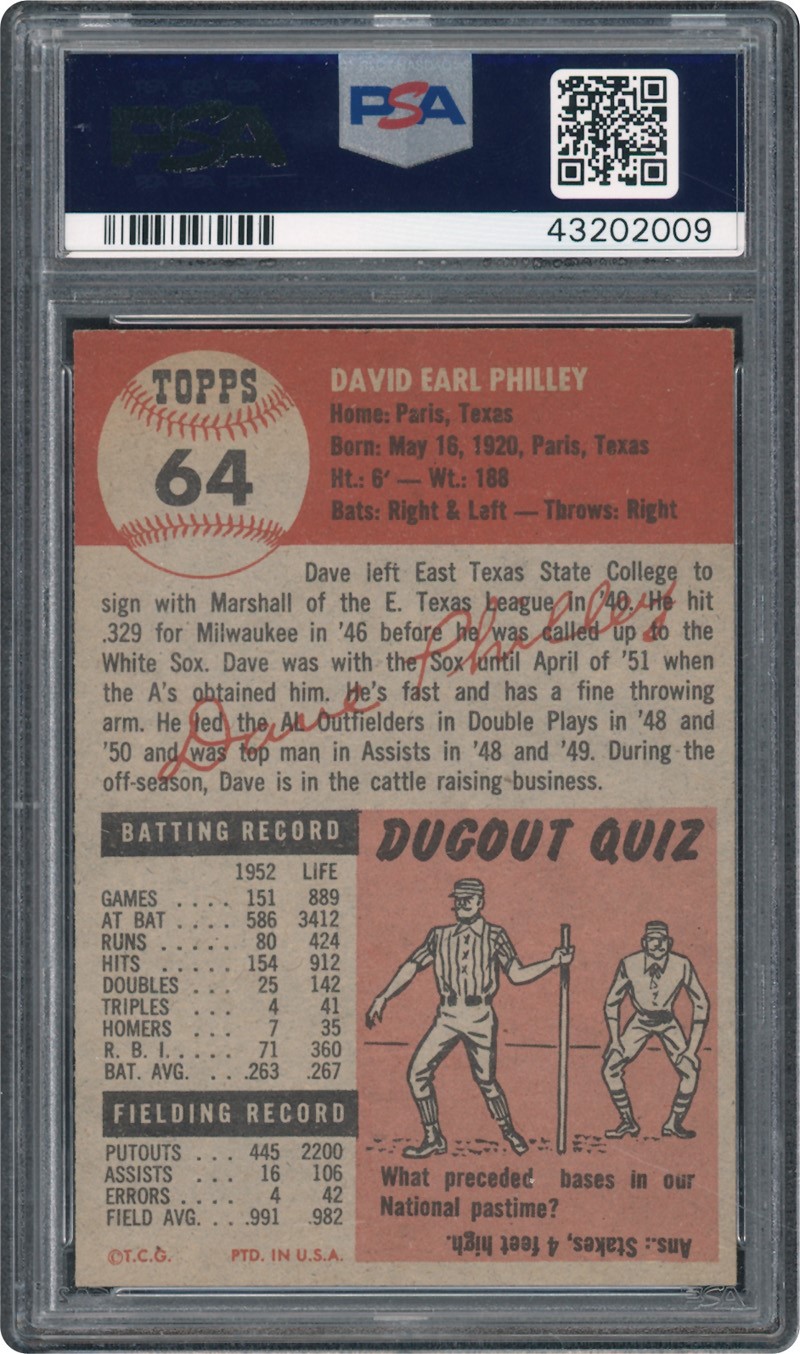 PSA
PSA
43202009
TOPPS
64
DAVID EARL PHILLEY
Home: Paris, Texas
Born: May 16, 1920, Paris, Texas
Ht.: 6' — Wt.: 188
Bats: Right & Left — Throws: Right
Dave left East Texas State College to
sign with Marshall of the E. Texas League in '40. He hit
.329 for Milwaukee in '46 before he was called up to the
White Sox. Dave was with the Sox until April of '51 when
the A's obtained him. He's fast and has a fine throwing
arm. He led the AL Outfielders in Double Plays in '48 and
'50 and was top man in Assists in '48 and '49. During the
off-season, Dave is in the cattle raising business.
Dave Philley
BATTING RECORD
1952 LIFE
GAMES .... 151 889
AT BAT .... 586 3412
RUNS ..... 80 424
HITS ..... 154 912
DOUBLES ... 25 142
TRIPLES ... 4 41
HOMERS ... 7 35
R. B. I. .... 71 360
BAT. AVG. ... .263 .267
FIELDING RECORD
PUTOUTS ... 445 2200
ASSISTS ... 16 106
ERRORS .... 4 42
FIELD AVG. ... .991 .982
©T.C.G. PTD. IN U.S.A.
DUGOUT QUIZ
What preceded bases in our
National pastime?
Ans.: Stakes, 4 feet high.
PSA